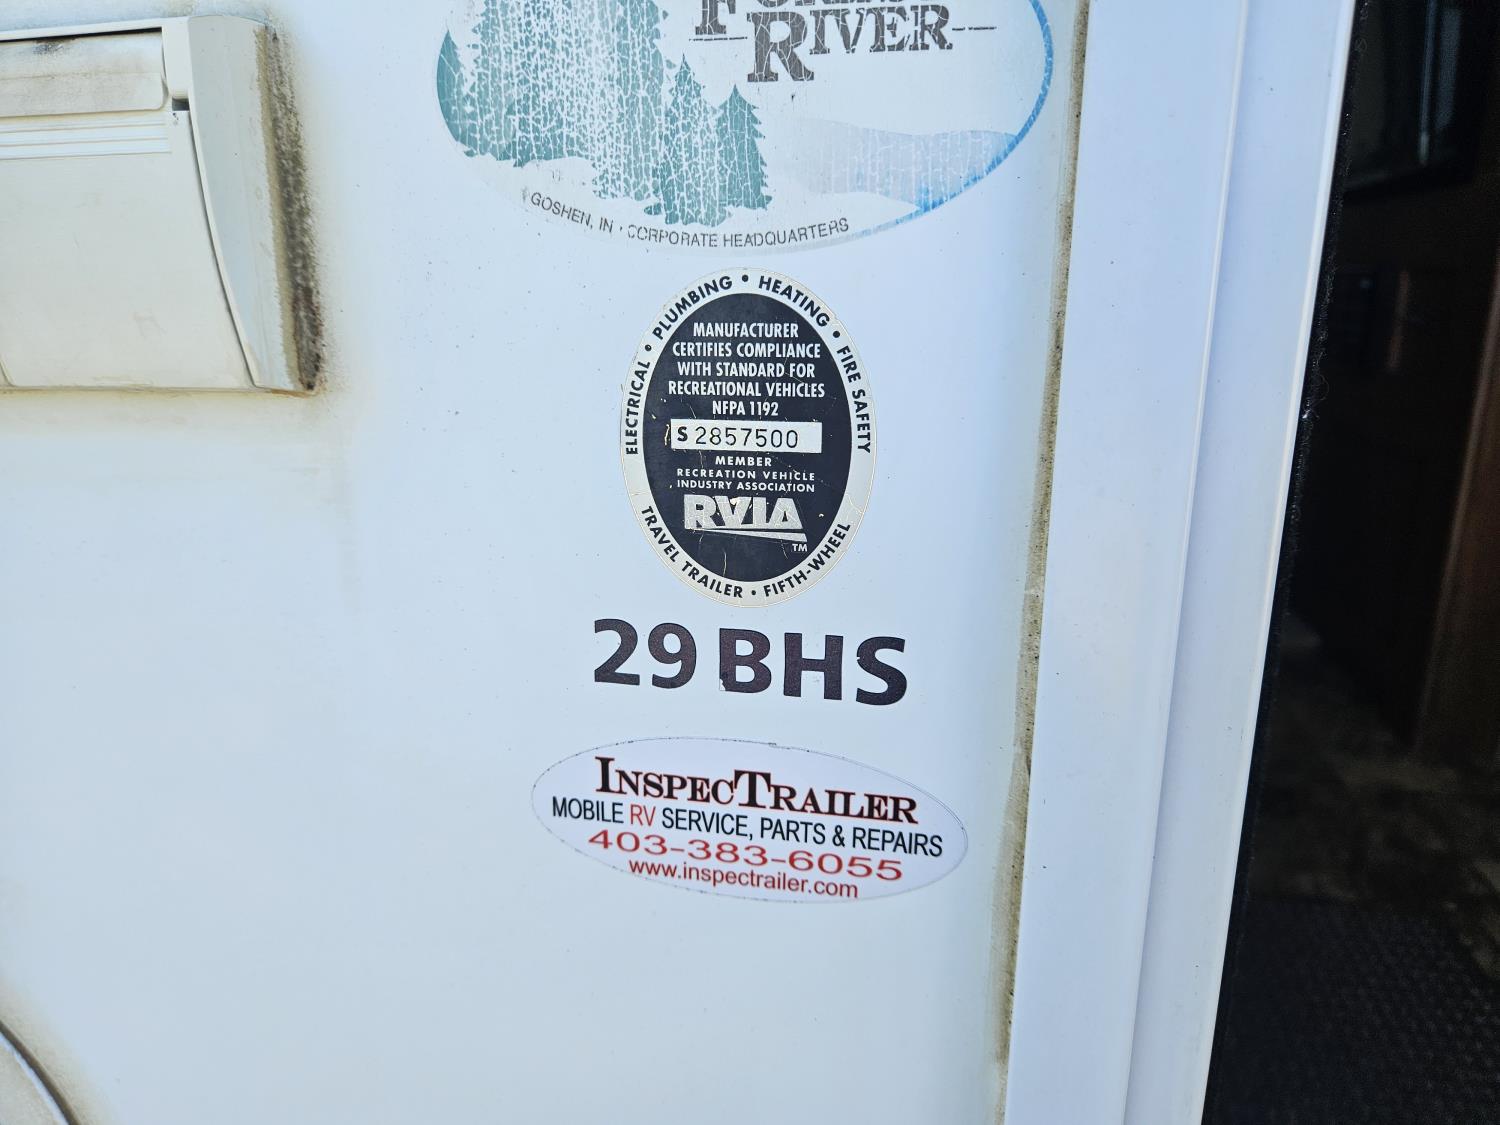 RIVER
GOSHEN, IN · CORPORATE HEADQUARTERS
ELECTRICAL • PLUMBING • HEATING • FIRE SAFETY
MANUFACTURER
CERTIFIES COMPLIANCE
WITH STANDARD FOR
RECREATIONAL VEHICLES
NFPA 1192
S 2857500
MEMBER
RECREATION VEHICLE
INDUSTRY ASSOCIATION
RVIA
TM
TRAVEL TRAILER • FIFTH-WHEEL
29 BHS
INSPECTRAILER
MOBILE RV SERVICE, PARTS & REPAIRS
403-383-6055
www.inspectrailer.com